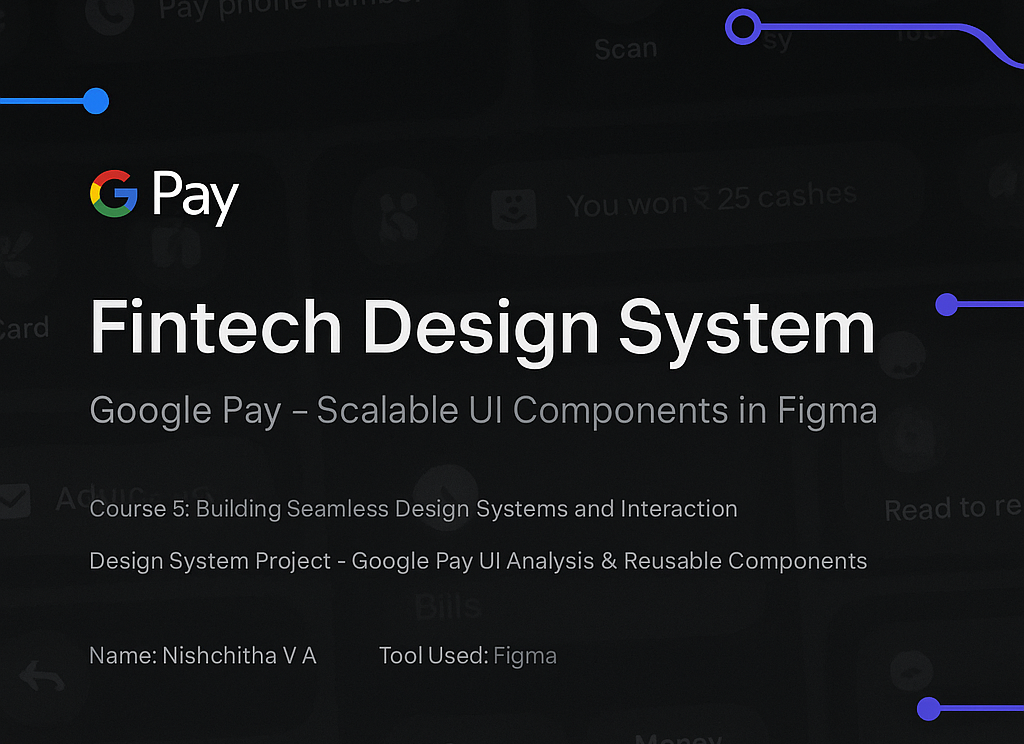 Pay phone number
Scan
G Pay
You won ₹ 25 cashes
Card
Fintech Design System
Google Pay – Scalable UI Components in Figma
Read to re
Course 5: Building Seamless Design Systems and Interaction
Design System Project - Google Pay UI Analysis & Reusable Components
Bills
Name: Nishchitha V A
Tool Used: Figma
Money